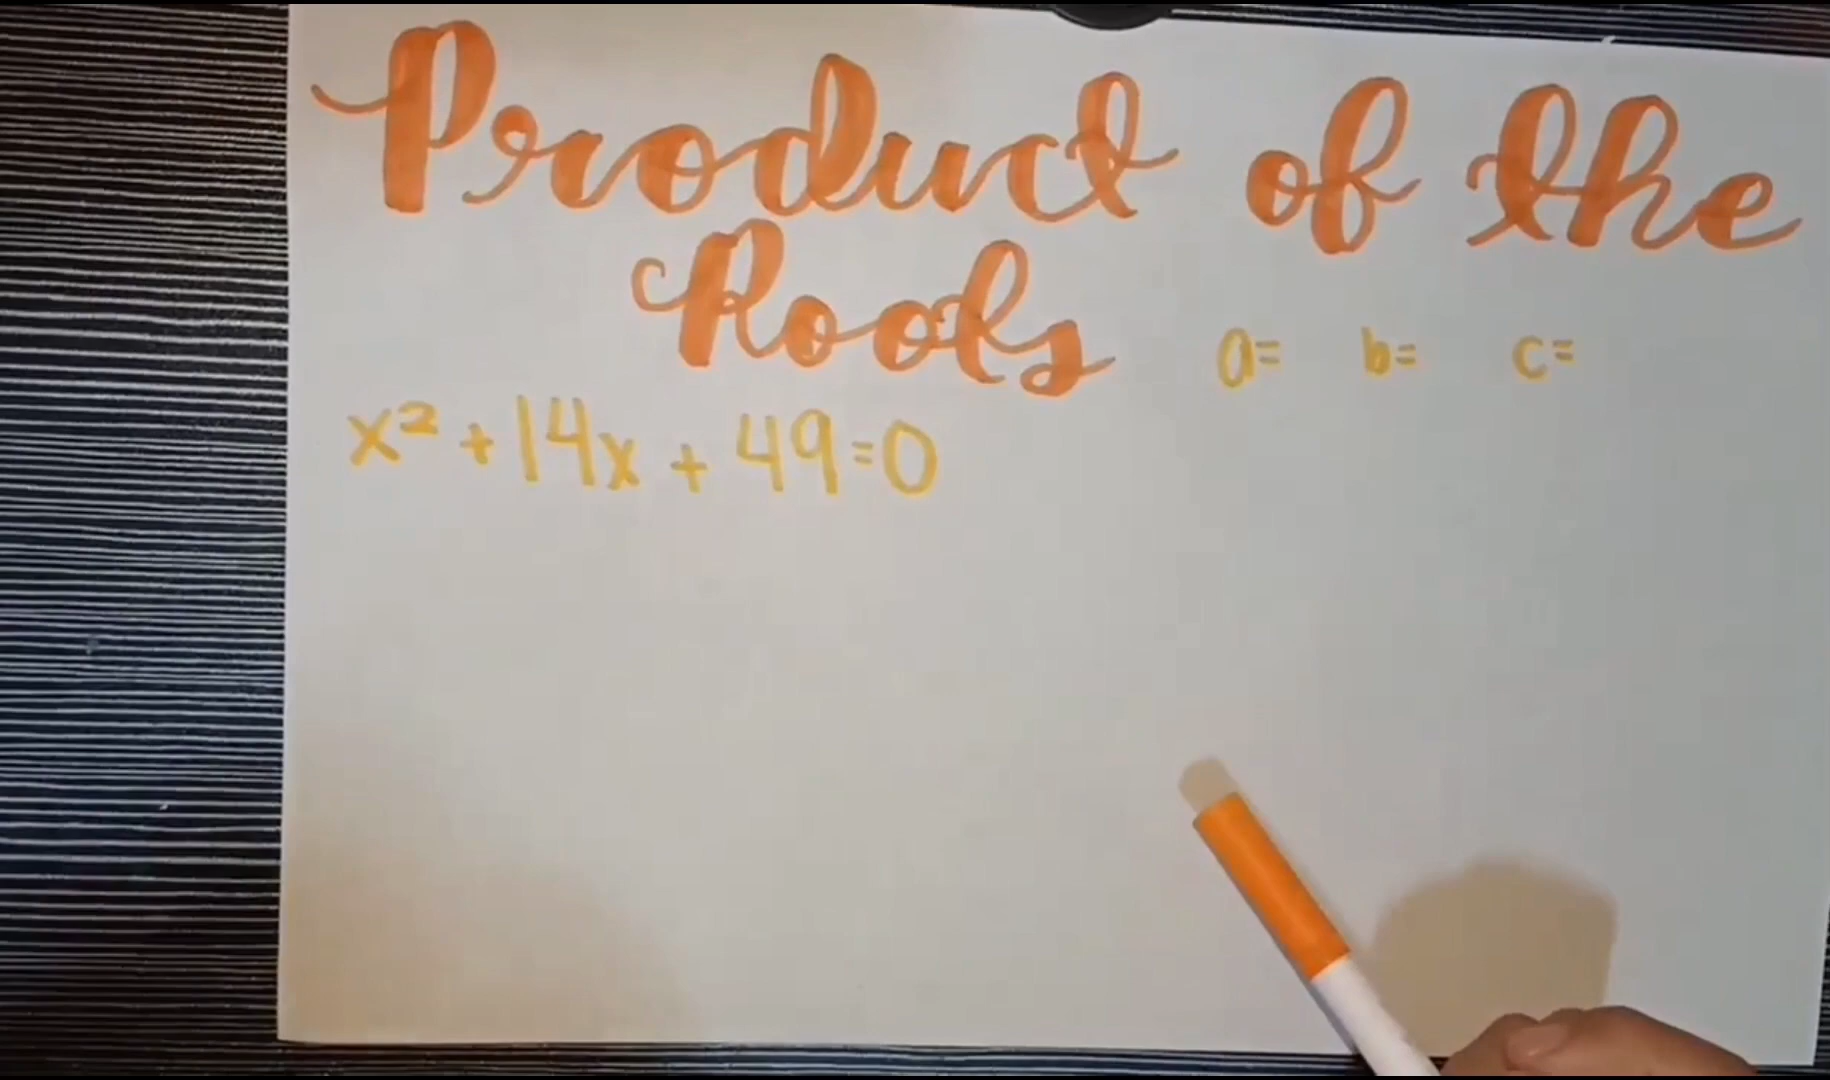 Product of the
Roots
a= b= c=
x² + 14x + 49 = 0